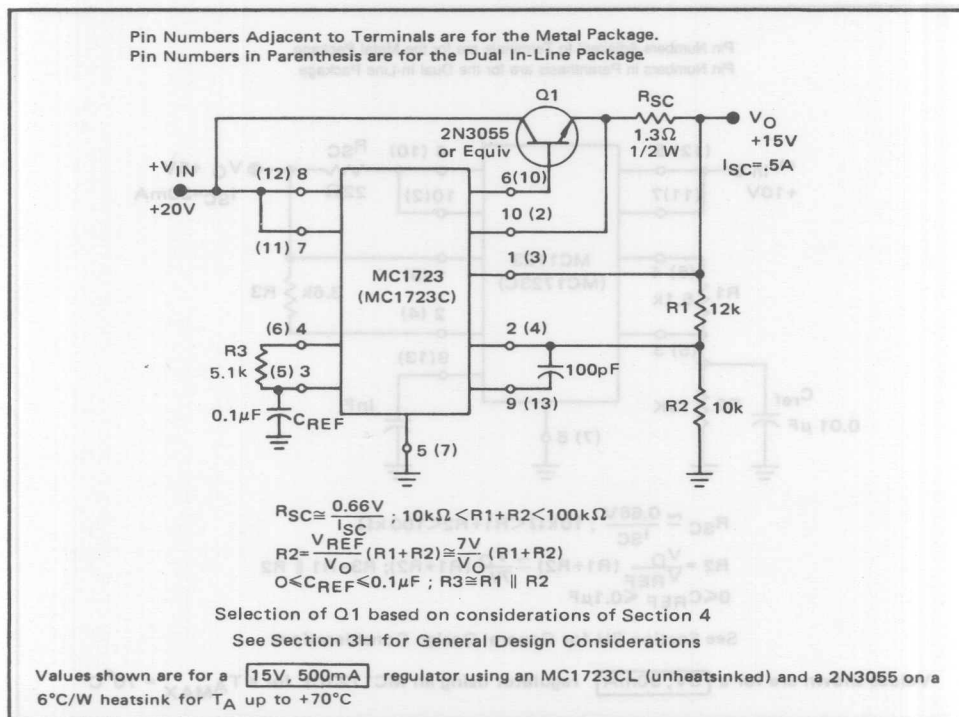 Pin Numbers Adjacent to Terminals are for the Metal Package.
Pin Numbers in Parenthesis are for the Dual In-Line Package.
Q1
2N3055
or Equiv
RSC
1.3Ω
1/2 W
VO
+15V
ISC=.5A
+VIN
+20V
(12) 8
(11) 7
6(10)
10 (2)
1 (3)
MC1723
(MC1723C)
R1
12k
(6) 4
2 (4)
R3
5.1k
(5) 3
100pF
9 (13)
R2
10k
0.1μF
CREF
5 (7)
RSC≅ 0.66V/ISC ; 10kΩ<R1+R2<100kΩ
R2= VREF/VO (R1+R2)≅ 7V/VO (R1+R2)
O⩽CREF⩽0.1μF ; R3≅R1 ∥ R2
Selection of Q1 based on considerations of Section 4
See Section 3H for General Design Considerations
Values shown are for a 15V, 500mA regulator using an MC1723CL (unheatsinked) and a 2N3055 on a
6°C/W heatsink for TA up to +70°C